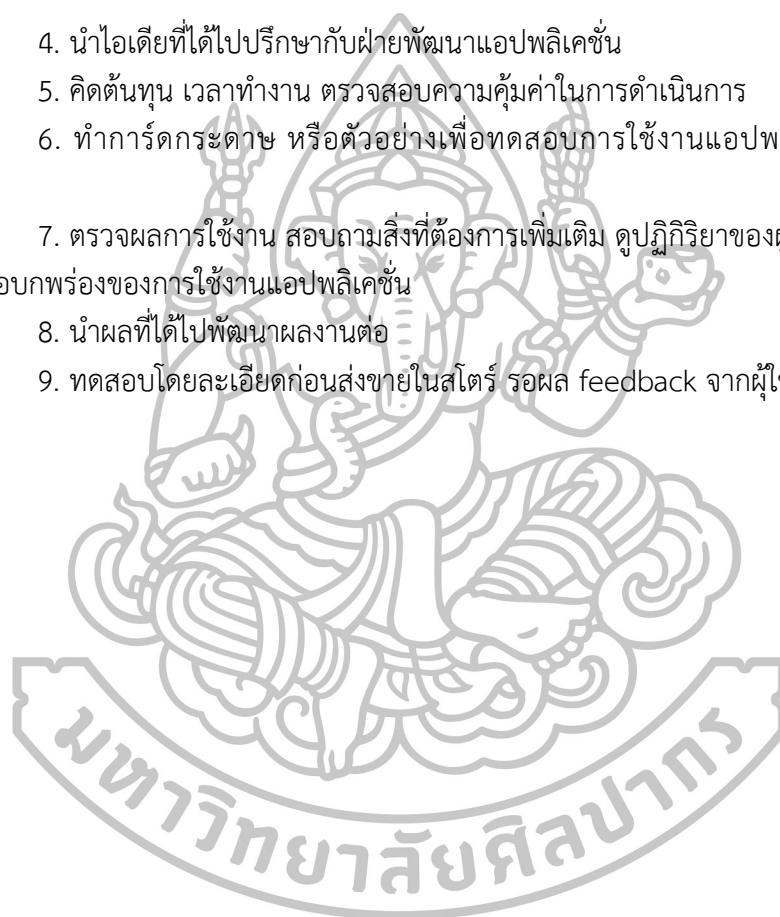 4. นำไอเดียที่ได้ไปปรึกษากับฝ่ายพัฒนาแอปพลิเคชั่น
5. คิดต้นทุน เวลาทำงาน ตรวจสอบความคุ้มค่าในการดำเนินการ
6. ทำการ์ดกระดาษ หรือตัวอย่างเพื่อทดสอบการใช้งานแอปพ
7. ตรวจผลการใช้งาน สอบถามสิ่งที่ต้องการเพิ่มเติม ดูปฏิกิริยาของผู
อบกพร่องของการใช้งานแอปพลิเคชั่น
8. นำผลที่ได้ไปพัฒนาผลงานต่อ
9. ทดสอบโดยละเอียดก่อนส่งขายในสโตร์ รอผล feedback จากผู้ใช
มหาวิทยาลัยศิลปากร